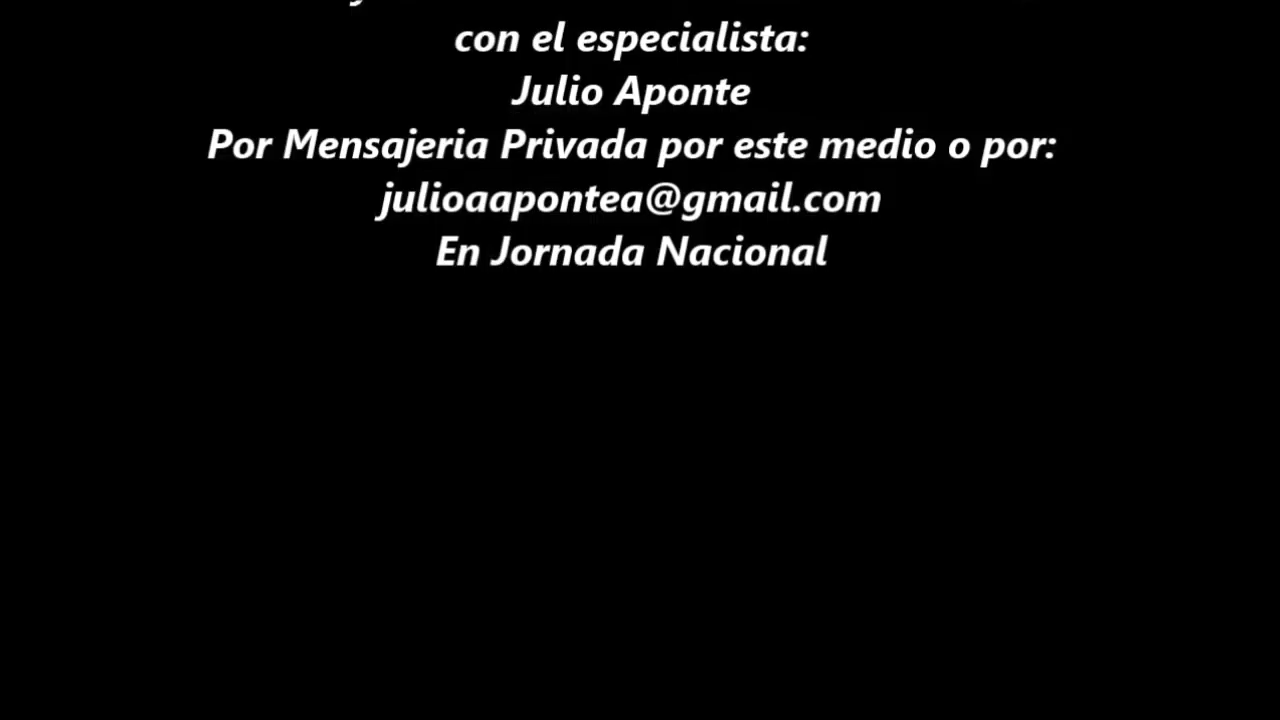 con el especialista:
Julio Aponte
Por Mensajeria Privada por este medio o por:
julioaapontea@gmail.com
En Jornada Nacional